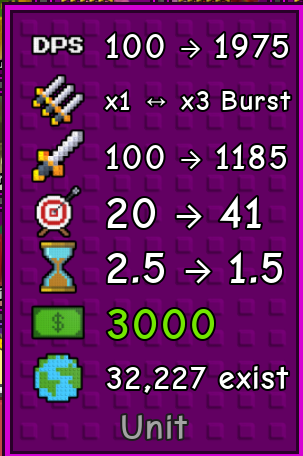 DPS 100 → 1975
x1 ↔ x3 Burst
100 → 1185
20 → 41
2.5 → 1.5
$ 3000
32,227 exist
Unit